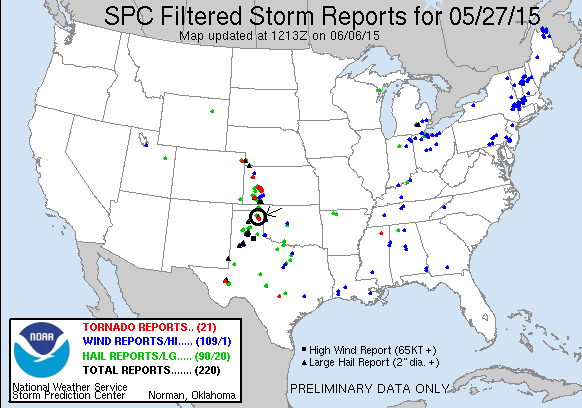 SPC Filtered Storm Reports for 05/27/15
Map updated at 1213Z on 06/06/15
TORNADO REPORTS.. (21)
WIND REPORTS/HI..... (109/1)
HAIL REPORTS/LG..... (90/20)
TOTAL REPORTS....... (220)
NOAA
National Weather Service
Storm Prediction Center Norman, Oklahoma
High Wind Report (65KT +)
Large Hail Report (2" dia. +)
PRELIMINARY DATA ONLY